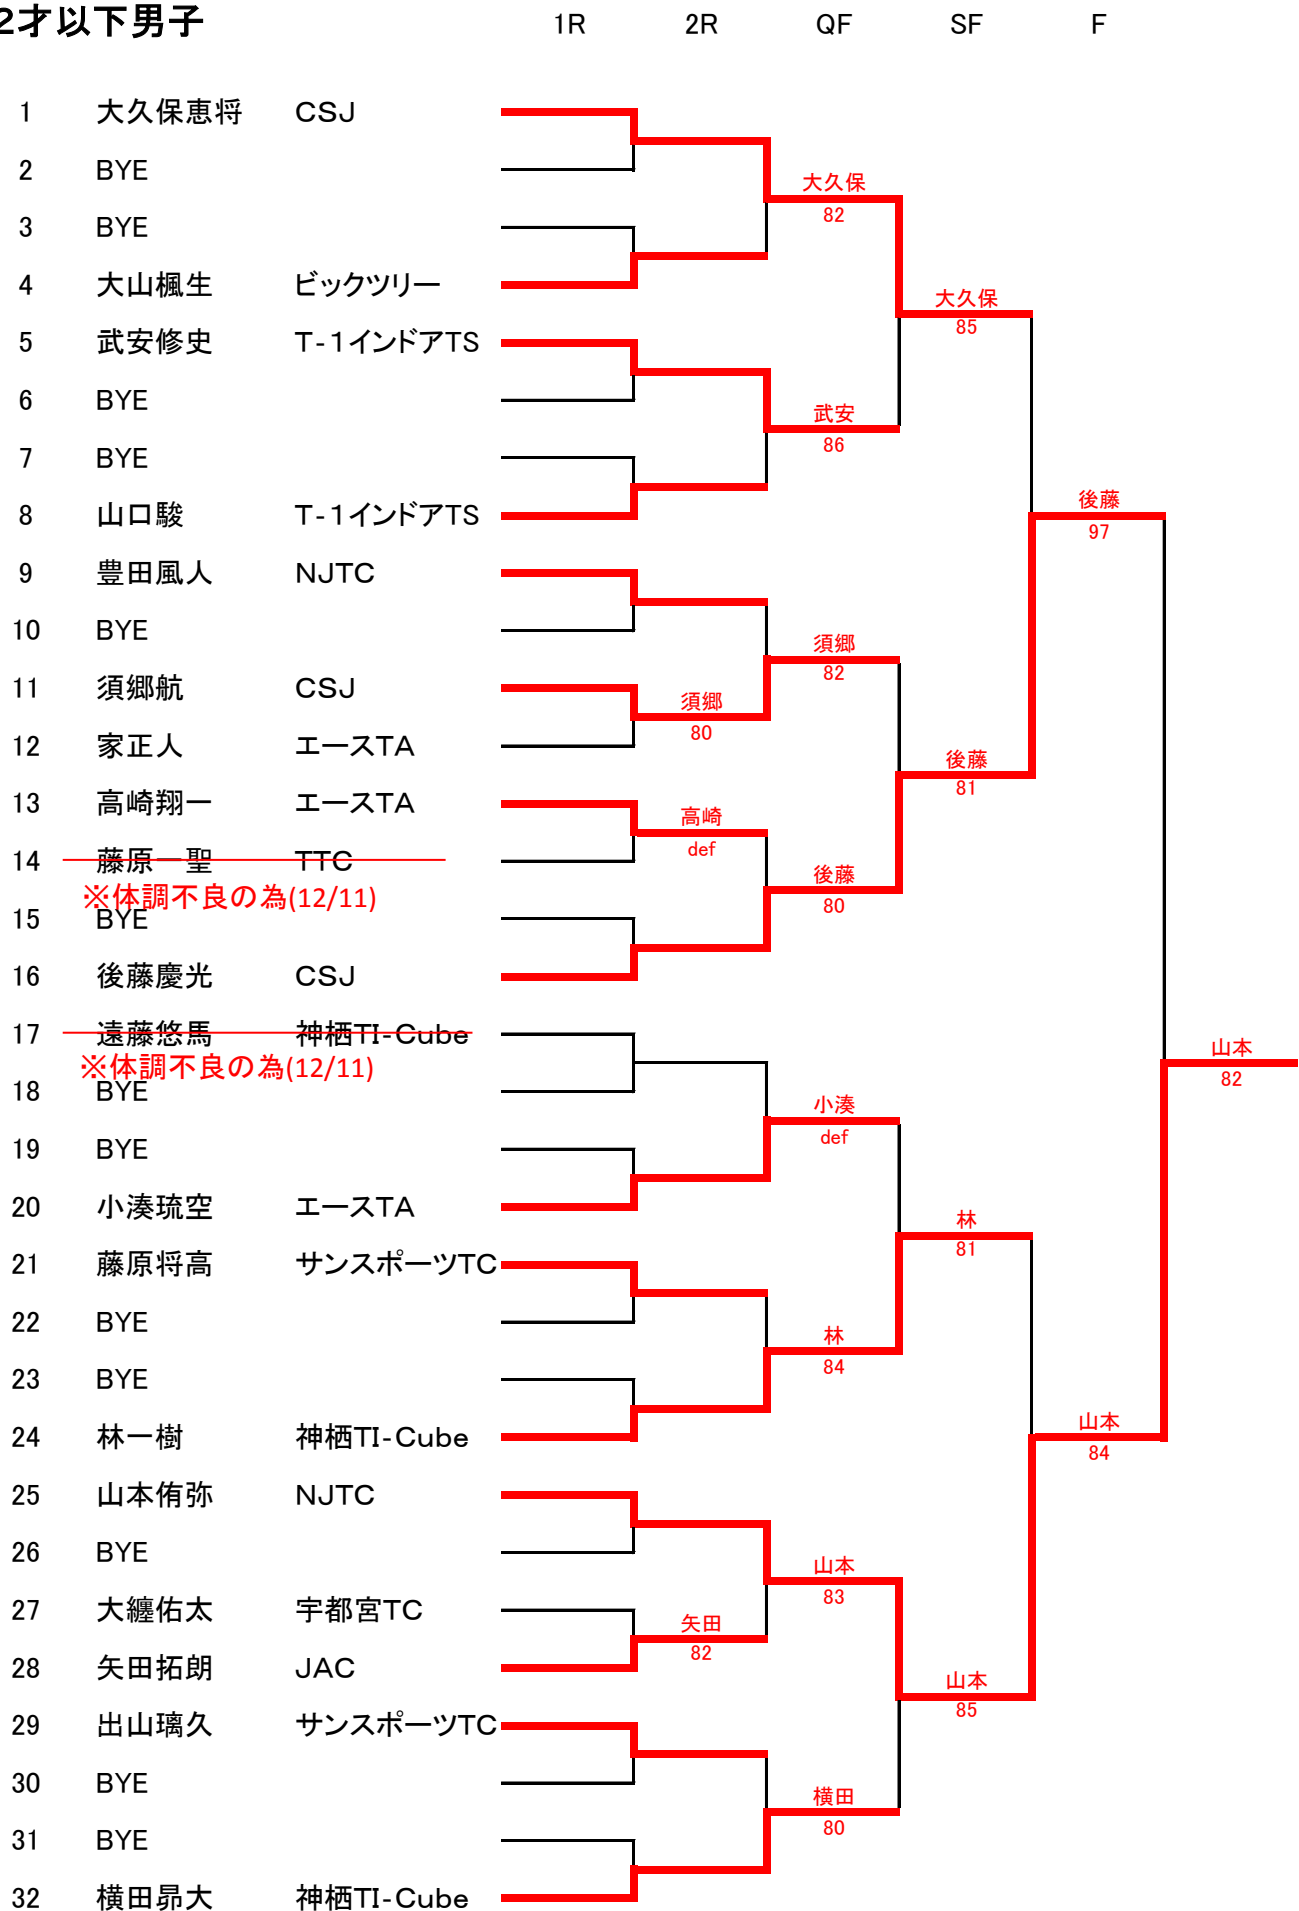 2才以下男子 1R 2R QF SF F
1 大久保恵将 CSJ
2 BYE
大久保
82
3 BYE
4 大山楓生 ビックツリー
大久保
85
5 武安修史 T-1インドアTS
6 BYE
武安
86
7 BYE
8 山口駿 T-1インドアTS
後藤
97
9 豊田風人 NJTC
10 BYE
須郷
82
11 須郷航 CSJ
須郷
80
12 家正人 エースTA
後藤
81
13 高崎翔一 エースTA
高崎
def
14 藤原一聖 TTC
※体調不良の為(12/11)
後藤
80
15 BYE
16 後藤慶光 CSJ
17 遠藤悠馬 神栖TI-Cube
※体調不良の為(12/11)
山本
82
18 BYE
小湊
def
19 BYE
20 小湊琉空 エースTA
林
81
21 藤原将高 サンスポーツTC
22 BYE
林
84
23 BYE
24 林一樹 神栖TI-Cube
山本
84
25 山本侑弥 NJTC
26 BYE
山本
83
27 大纏佑太 宇都宮TC
矢田
82
28 矢田拓朗 JAC
山本
85
29 出山璃久 サンスポーツTC
30 BYE
横田
80
31 BYE
32 横田昴大 神栖TI-Cube